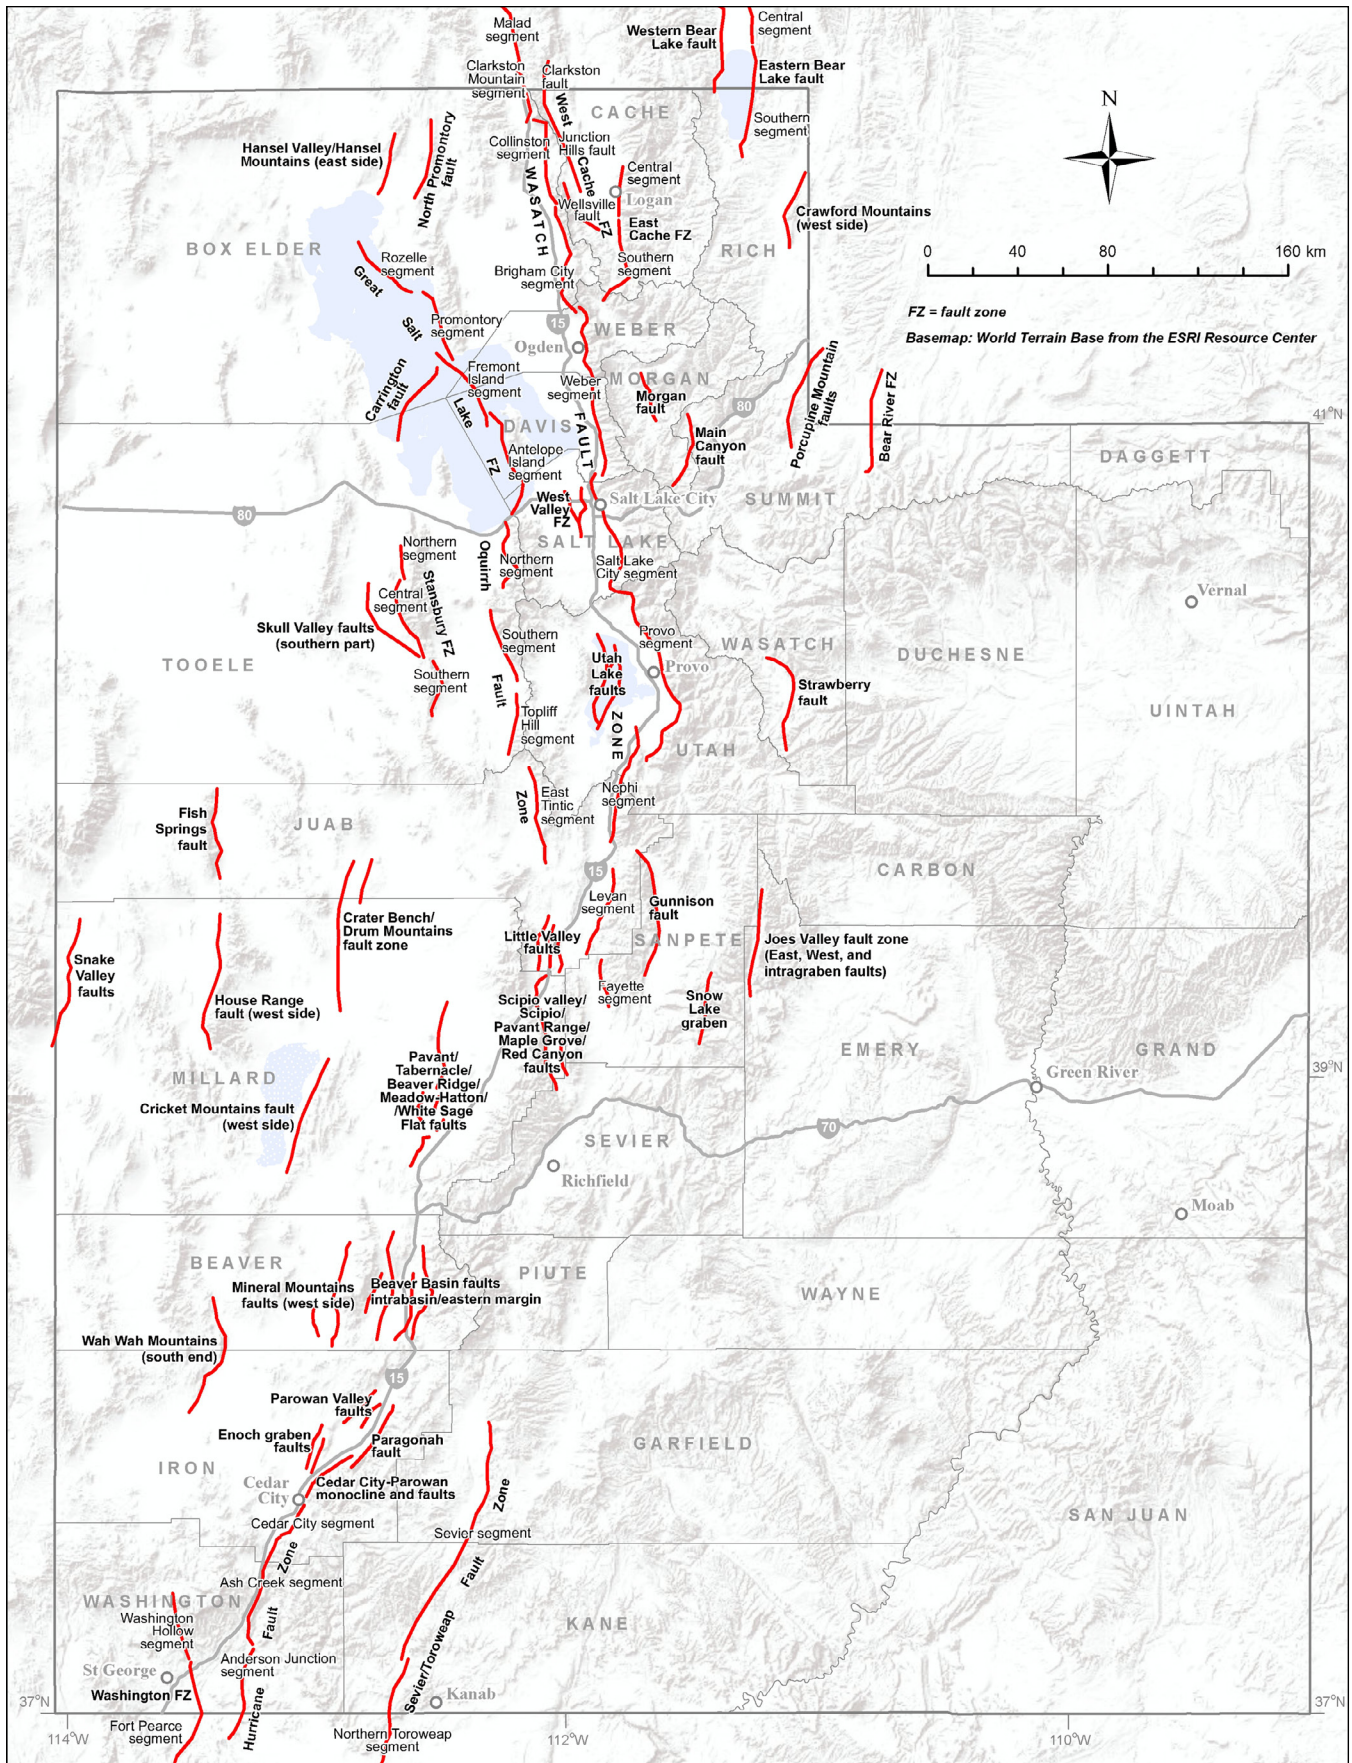 Malad
segment
Western Bear
Lake fault
Central
segment
Clarkston
Mountain
segment
Clarkston
fault
Eastern Bear
Lake fault
N
CACHE
West
Cache
FZ
Southern
segment
Hansel Valley/Hansel
Mountains (east side)
North Promontory
fault
Collinston
segment
Junction
Hills fault
Central
segment
Logan
WASATCH
Wellsville
fault
East
Cache FZ
Crawford Mountains
(west side)
BOX ELDER
RICH
0
40
80
160 km
Rozelle
segment
Great
Salt
Lake
FZ
Brigham City
segment
Southern
segment
FZ = fault zone
Basemap: World Terrain Base from the ESRI Resource Center
Promontory
segment
15
WEBER
Ogden
Carrington
fault
Fremont
Island
segment
Weber
segment
MORGAN
Morgan
fault
80
Porcupine Mountain
faults
Bear River FZ
41°N
DAVIS
FAULT
Main
Canyon
fault
Antelope
Island
segment
DAGGETT
West
Valley
FZ
Salt Lake City
SUMMIT
80
SALT LAKE
Northern
segment
Oquirrh
Northern
segment
Salt Lake
City segment
Central
segment
Stansbury FZ
Vernal
Skull Valley faults
(southern part)
Southern
segment
Provo
segment
WASATCH
DUCHESNE
TOOELE
Utah
Lake
faults
Provo
Southern
segment
Fault
Strawberry
fault
Topliff
Hill
segment
ZONE
UTAH
UINTAH
Zone
East
Tintic
segment
Nephi
segment
FIsh
Springs
fault
JUAB
15
CARBON
Levan
segment
Gunnison
fault
Crater Bench/
Drum Mountains
fault zone
Little Valley
faults
SANPETE
Joes Valley fault zone
(East, West, and
intragraben faults)
Snake
Valley
faults
Fayette
segment
House Range
fault (west side)
Scipio valley/
Scipio/
Pavant Range/
Maple Grove/
Red Canyon
faults
Snow
Lake
graben
EMERY
GRAND
Pavant/
Tabernacle/
Beaver Ridge/
Meadow-Hatton/
/White Sage
Flat faults
39°N
Green River
MILLARD
Cricket Mountains fault
(west side)
70
SEVIER
Richfield
Moab
BEAVER
PIUTE
Mineral Mountains
faults (west side)
Beaver Basin faults
intrabasin/eastern margin
WAYNE
Wah Wah Mountains
(south end)
15
Parowan Valley
faults
Enoch graben
faults
Paragonah
fault
GARFIELD
IRON
Cedar
City
Cedar City-Parowan
monocline and faults
Zone
SAN JUAN
Cedar City segment
Sevier segment
Zone
Fault
Ash Creek segment
WASHINGTON
Washington
Hollow
segment
Fault
KANE
Anderson Junction
segment
Sevier/Toroweap
St George
Washington FZ
Kanab
37°N
37°N
Fort Pearce
segment
Hurricane
Northern Toroweap
segment
114°W
112°W
110°W